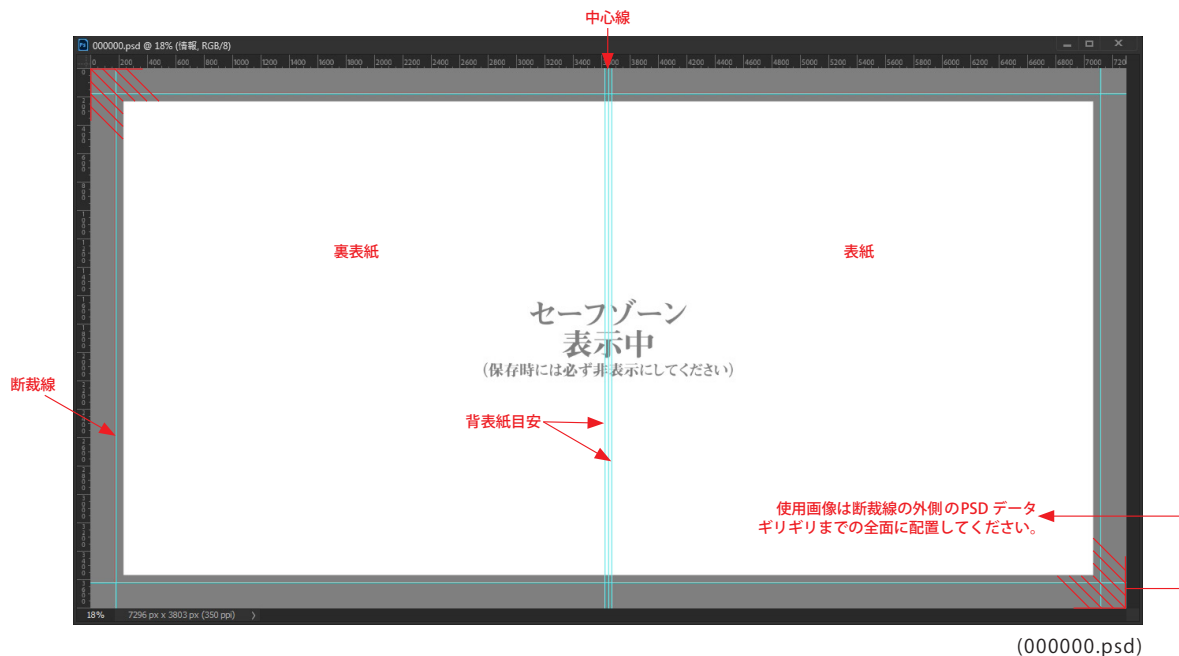 中心線
000000.psd @ 18% (情報, RGB/8)
0 200 400 600 800 1000 1200 1400 1600 1800 2000 2200 2400 2600 2800 3000 3200 3400 3600 3800 4000 4200 4400 4600 4800 5000 5200 5400 5600 5800 6000 6200 6400 6600 6800 7000 720
裏表紙
表紙
セーフゾーン
表示中
(保存時には必ず非表示にしてください)
断裁線
背表紙目安
使用画像は断裁線の外側のPSD データ
ギリギリまでの全面に配置してください。
18% 7296 px x 3803 px (350 ppi)
(000000.psd)